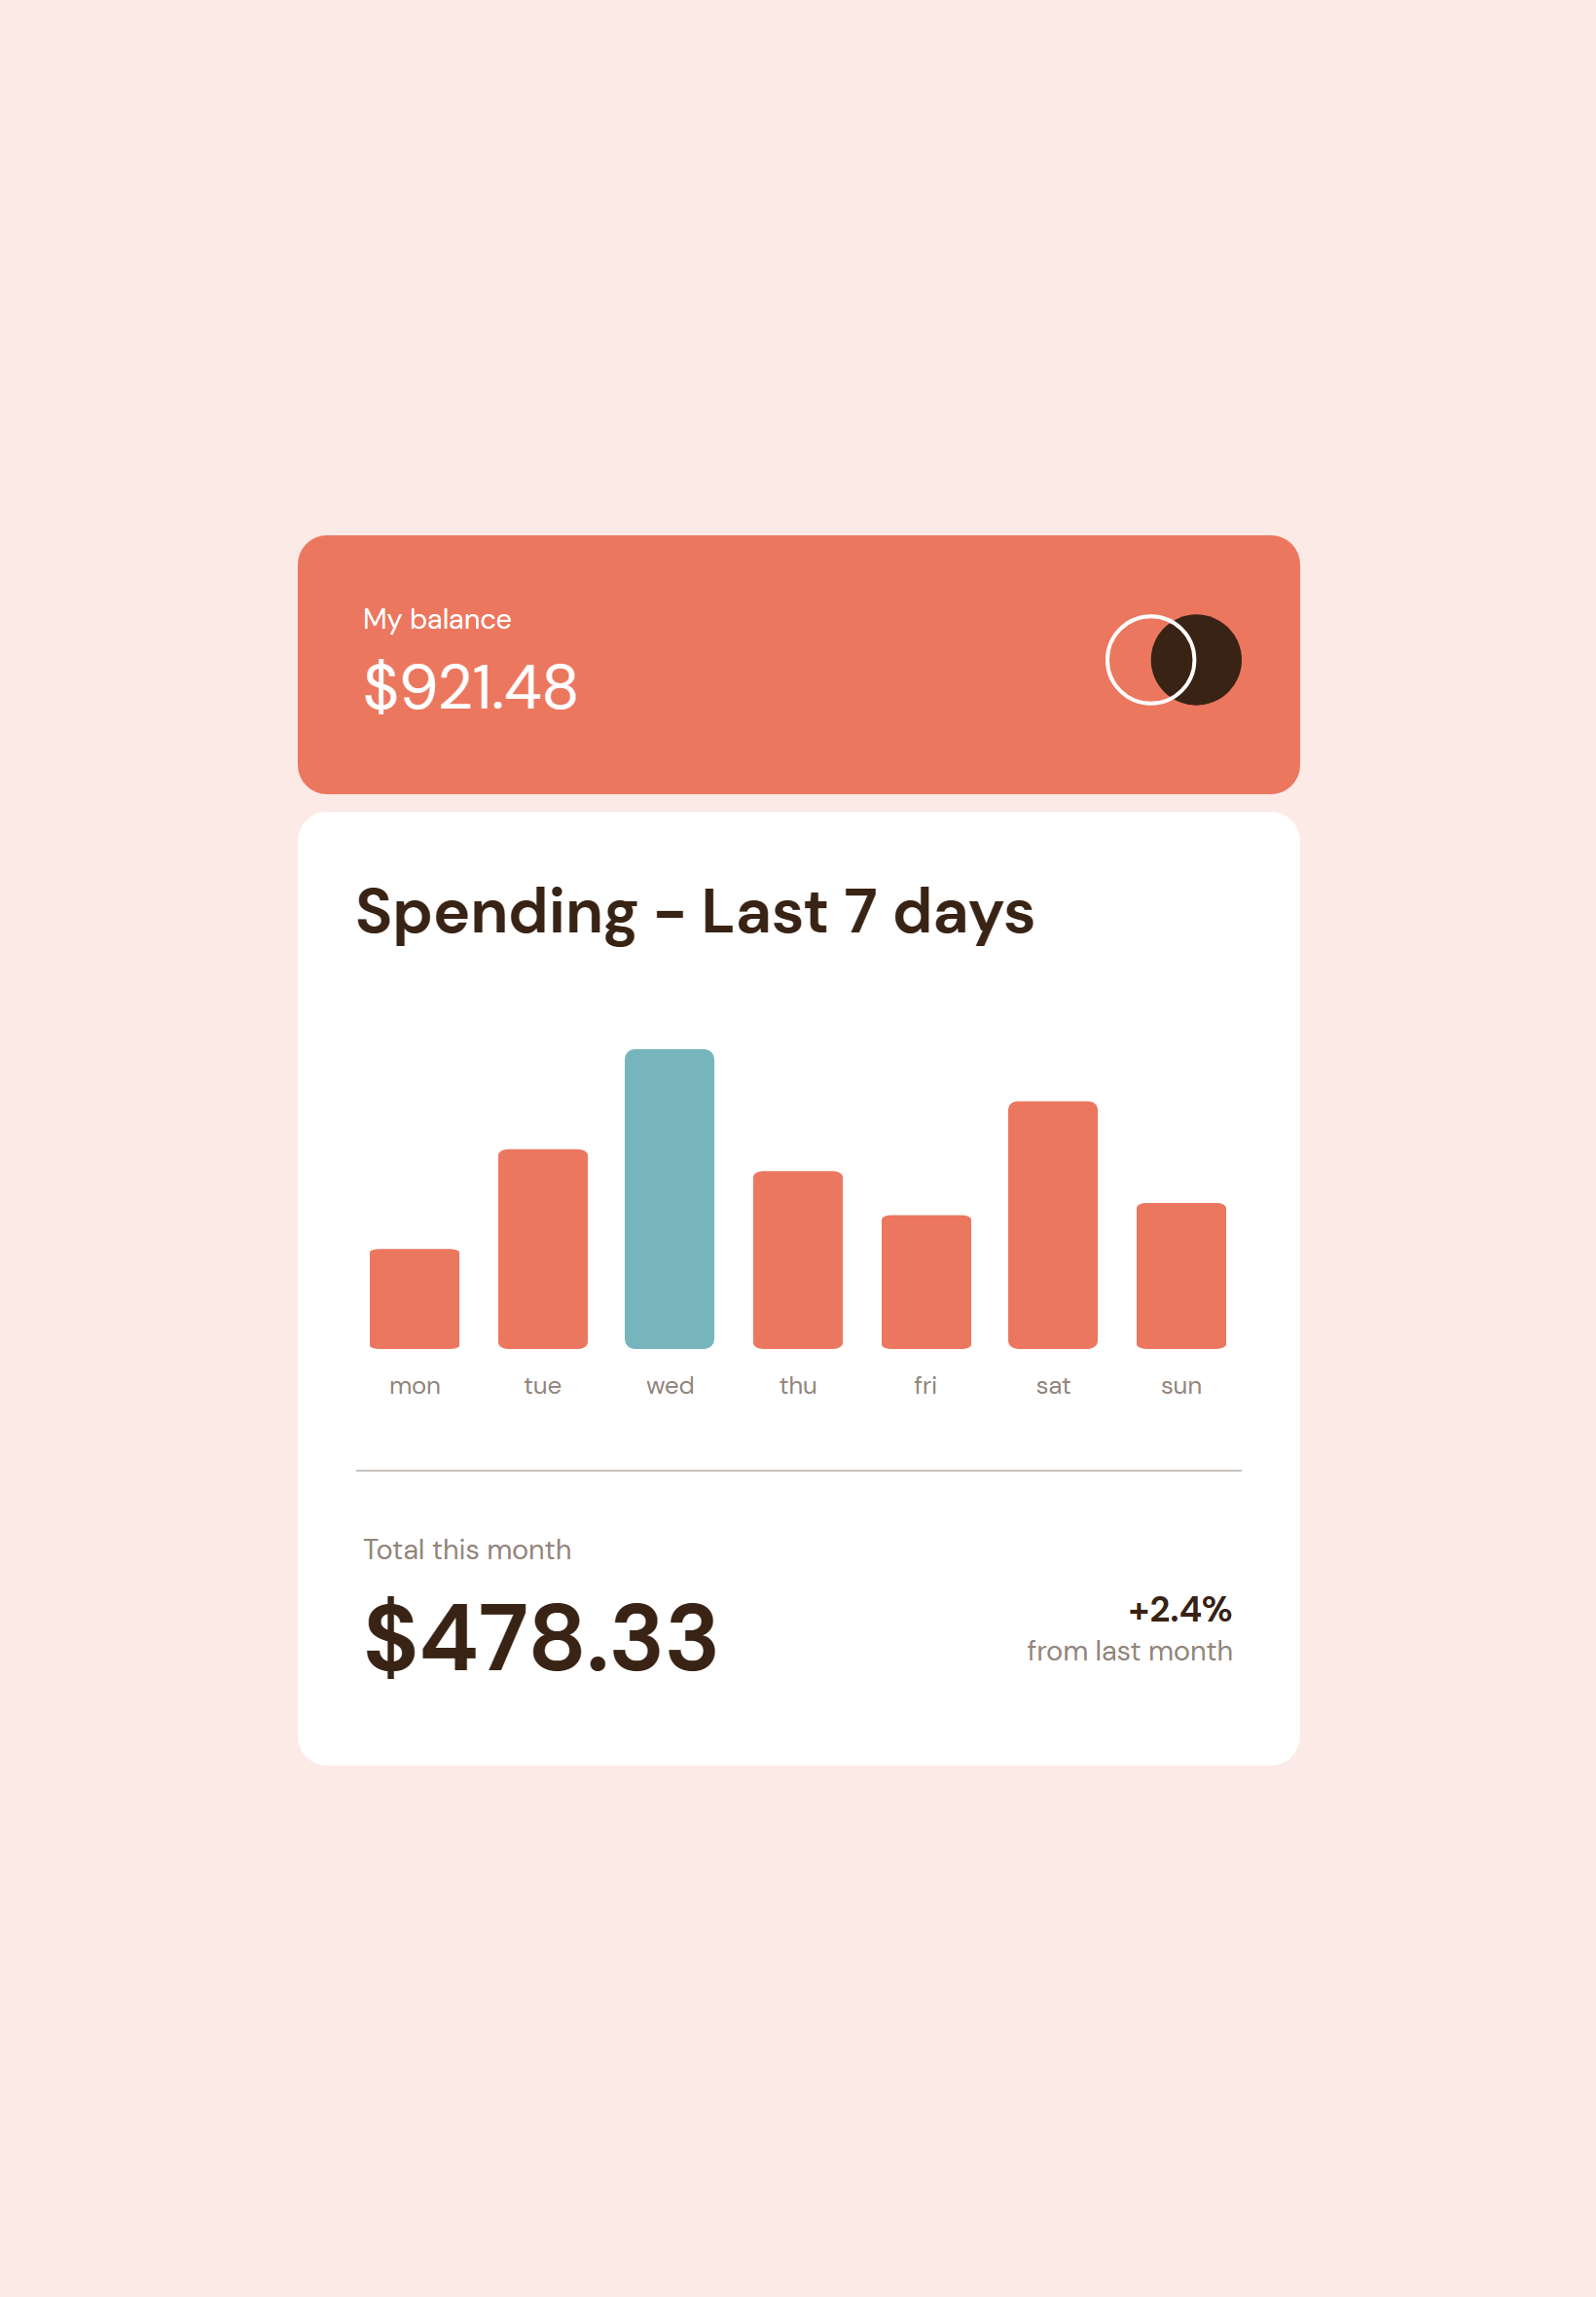 My balance
$921.48
Spending - Last 7 days
mon tue wed thu fri sat sun
Total this month
$478.33
+2.4%
from last month